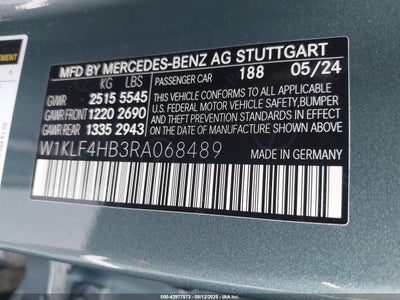 MFD BY MERCEDES-BENZ AG STUTTGART
KG LBS
PASSENGER CAR 188 05/24
GWR 2515 5545
GAWR FRONT 1220 2690
GAWR REAR 1335 2943
THIS VEHICLE CONFORMS TO ALL APPLICABLE
U.S. FEDERAL MOTOR VEHICLE SAFETY, BUMPER
AND THEFT PREVENTION STANDARDS IN EFFECT
ON THE DATE OF MANUFACTURE SHOWN ABOVE.
W1KLF4HB3RA068489
MADE IN GERMANY
000-42977573 - 08/12/2025 - IAA, Inc.